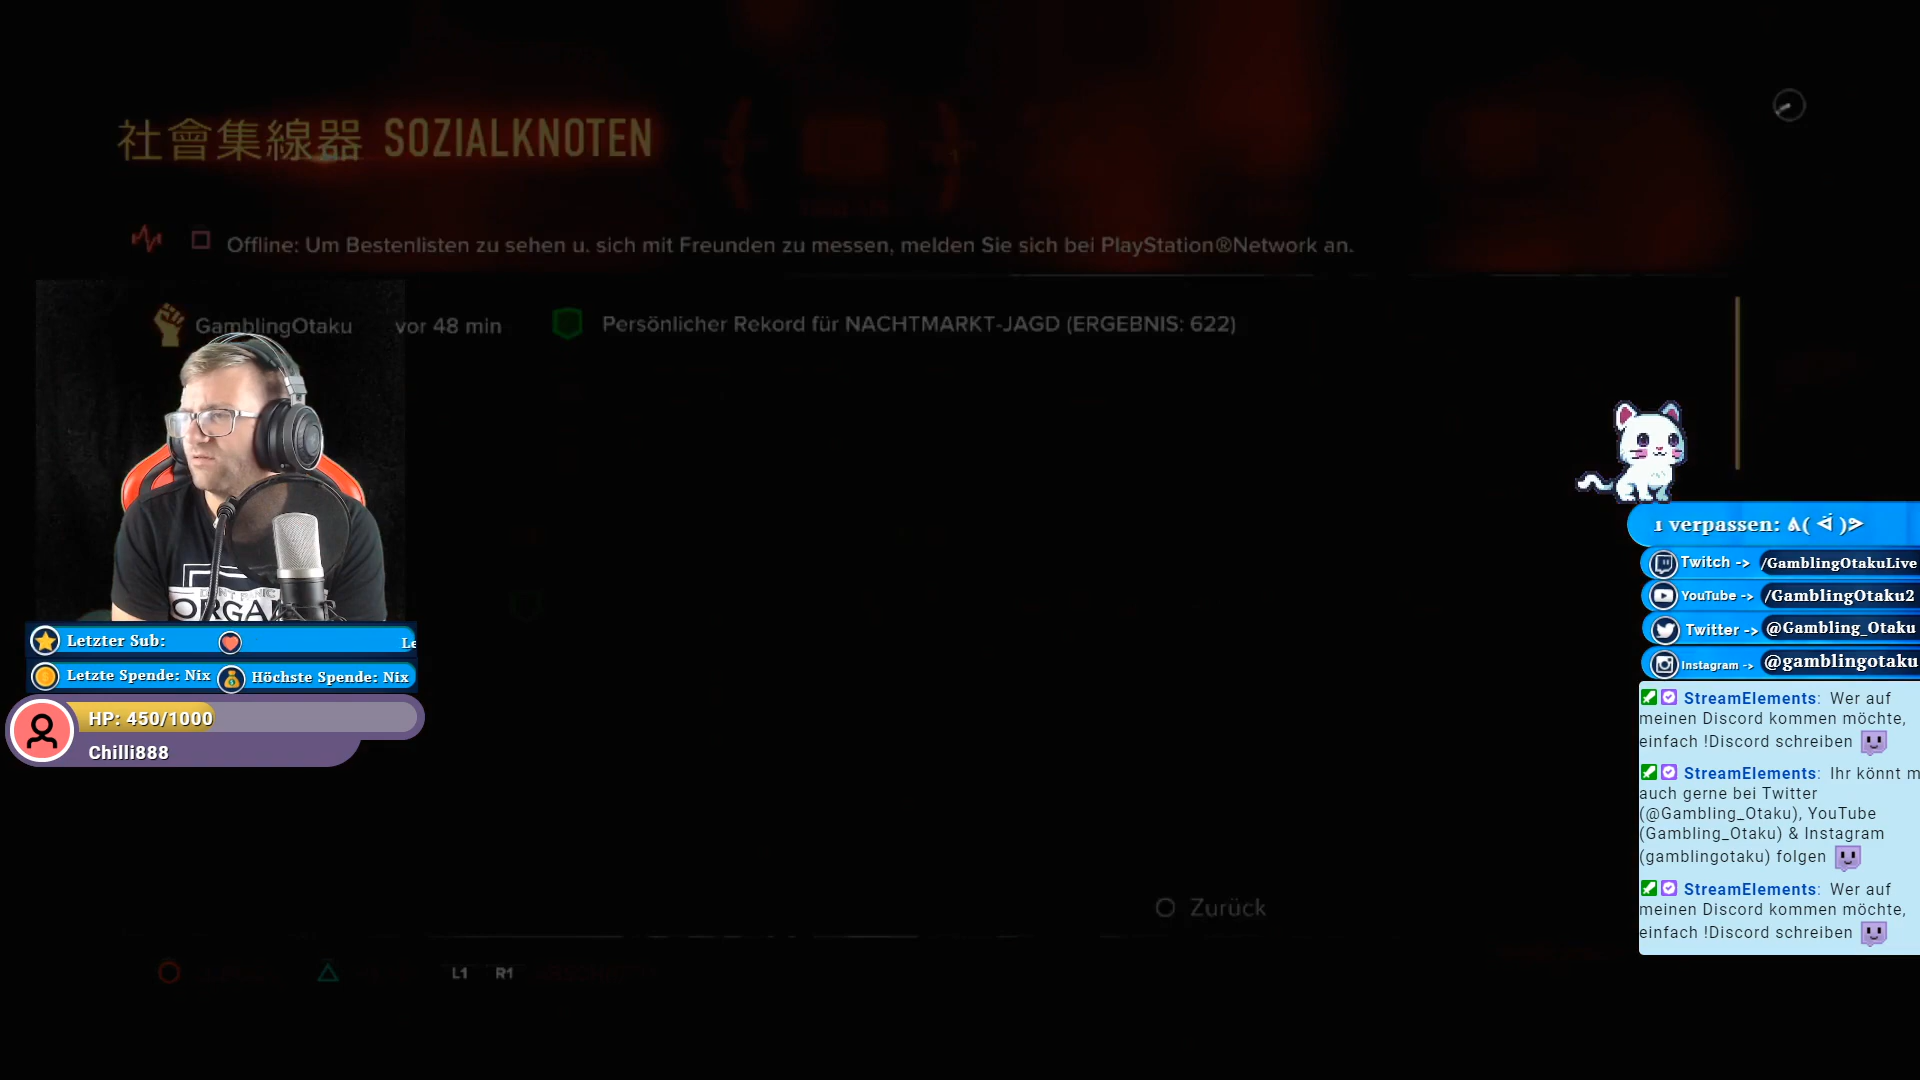 社會集線器 SOZIALKNOTEN
Offline: Um Bestenlisten zu sehen u. sich mit Freunden zu messen, melden Sie sich bei PlayStation®Network an.
GamblingOtaku vor 48 min Persönlicher Rekord für NACHTMARKT-JAGD (ERGEBNIS: 622)
DON'T PANIC
ORGA
Letzter Sub: Le
Letzte Spende: Nix Höchste Spende: Nix
HP: 450/1000
Chilli888
verpassen:
Twitch -> /GamblingOtakuLive
YouTube -> /GamblingOtaku2
Twitter -> @Gambling_Otaku
Instagram -> @gamblingotaku
StreamElements: Wer auf
meinen Discord kommen möchte,
einfach !Discord schreiben
StreamElements: Ihr könnt m
auch gerne bei Twitter
(@Gambling_Otaku), YouTube
(Gambling_Otaku) & Instagram
(gamblingotaku) folgen
StreamElements: Wer auf
meinen Discord kommen möchte,
einfach !Discord schreiben
Zurück
L1 R1